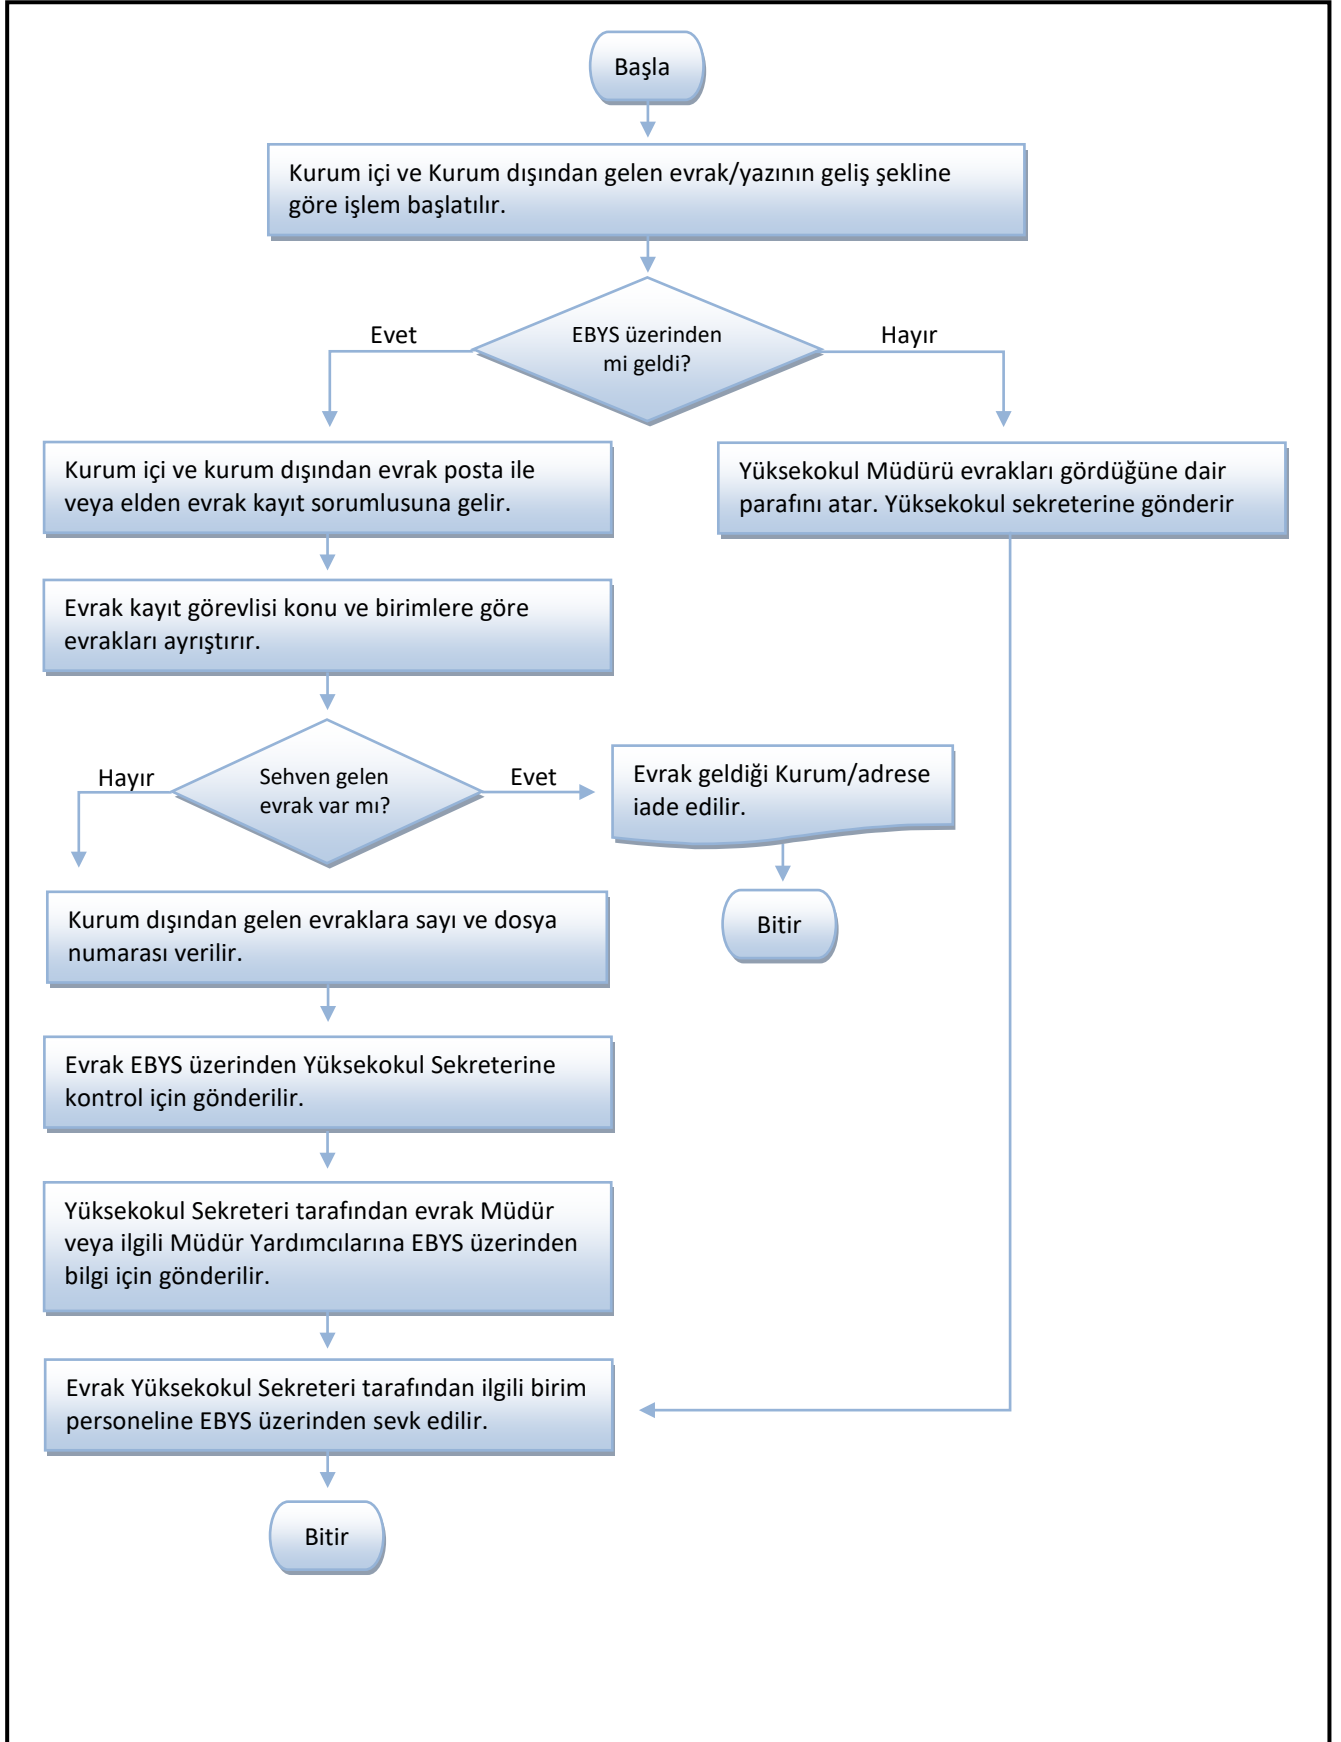 Başla
Kurum içi ve Kurum dışından gelen evrak/yazının geliş şekline
göre işlem başlatılır.
EBYS üzerinden
mi geldi?
Evet
Hayır
Kurum içi ve kurum dışından evrak posta ile
veya elden evrak kayıt sorumlusuna gelir.
Yüksekokul Müdürü evrakları gördüğüne dair
parafını atar. Yüksekokul sekreterine gönderir
Evrak kayıt görevlisi konu ve birimlere göre
evrakları ayrıştırır.
Sehven gelen
evrak var mı?
Hayır
Evet
Evrak geldiği Kurum/adrese
iade edilir.
Bitir
Kurum dışından gelen evraklara sayı ve dosya
numarası verilir.
Evrak EBYS üzerinden Yüksekokul Sekreterine
kontrol için gönderilir.
Yüksekokul Sekreteri tarafından evrak Müdür
veya ilgili Müdür Yardımcılarına EBYS üzerinden
bilgi için gönderilir.
Evrak Yüksekokul Sekreteri tarafından ilgili birim
personeline EBYS üzerinden sevk edilir.
Bitir